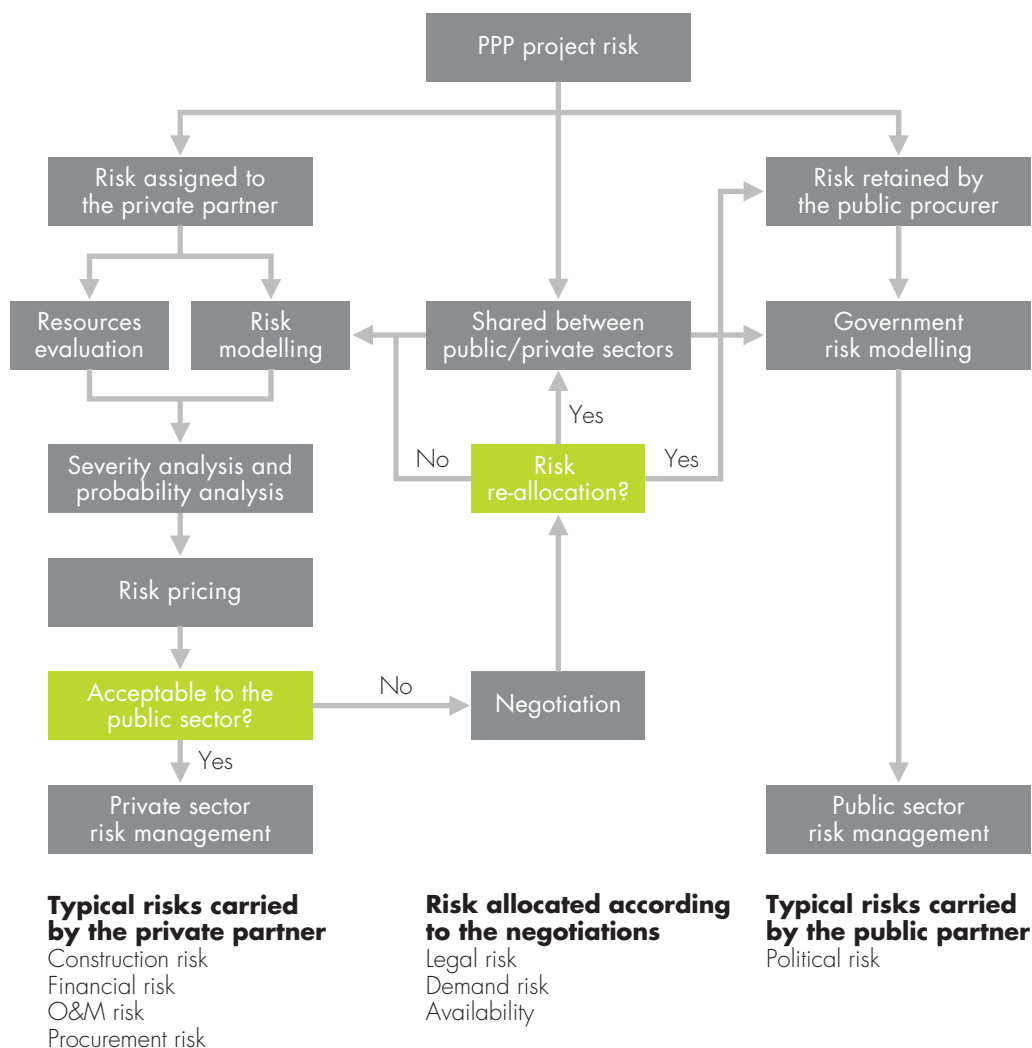 PPP project risk
Risk assigned to
the private partner
Risk retained by
the public procurer
Resources
evaluation
Risk
modelling
Shared between
public/private sectors
Government
risk modelling
Yes
No
Risk
re-allocation?
Yes
Severity analysis and
probability analysis
Risk pricing
Acceptable to the
public sector?
No
Negotiation
Yes
Private sector
risk management
Public sector
risk management
Typical risks carried
by the private partner
Construction risk
Financial risk
O&M risk
Procurement risk
Risk allocated according
to the negotiations
Legal risk
Demand risk
Availability
Typical risks carried
by the public partner
Political risk